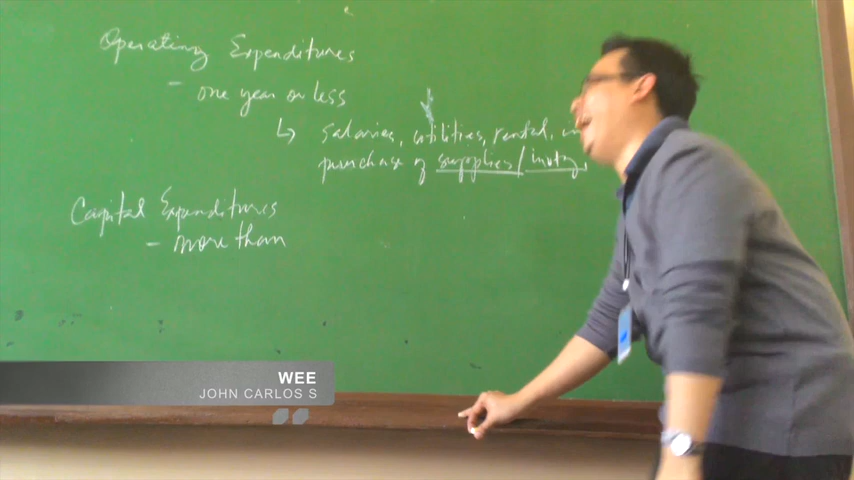 Operating Expenditures
- one year or less
↳ salaries, utilities, rental,
purchase of supplies/invty,
Capital Expenditures
- more than
WEE
JOHN CARLOS S